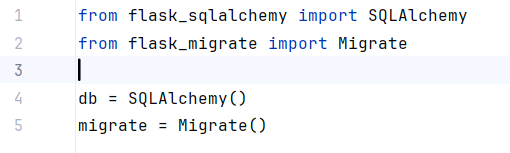 1 from flask_sqlalchemy import SQLAlchemy
2 from flask_migrate import Migrate
3
4 db = SQLAlchemy()
5 migrate = Migrate()